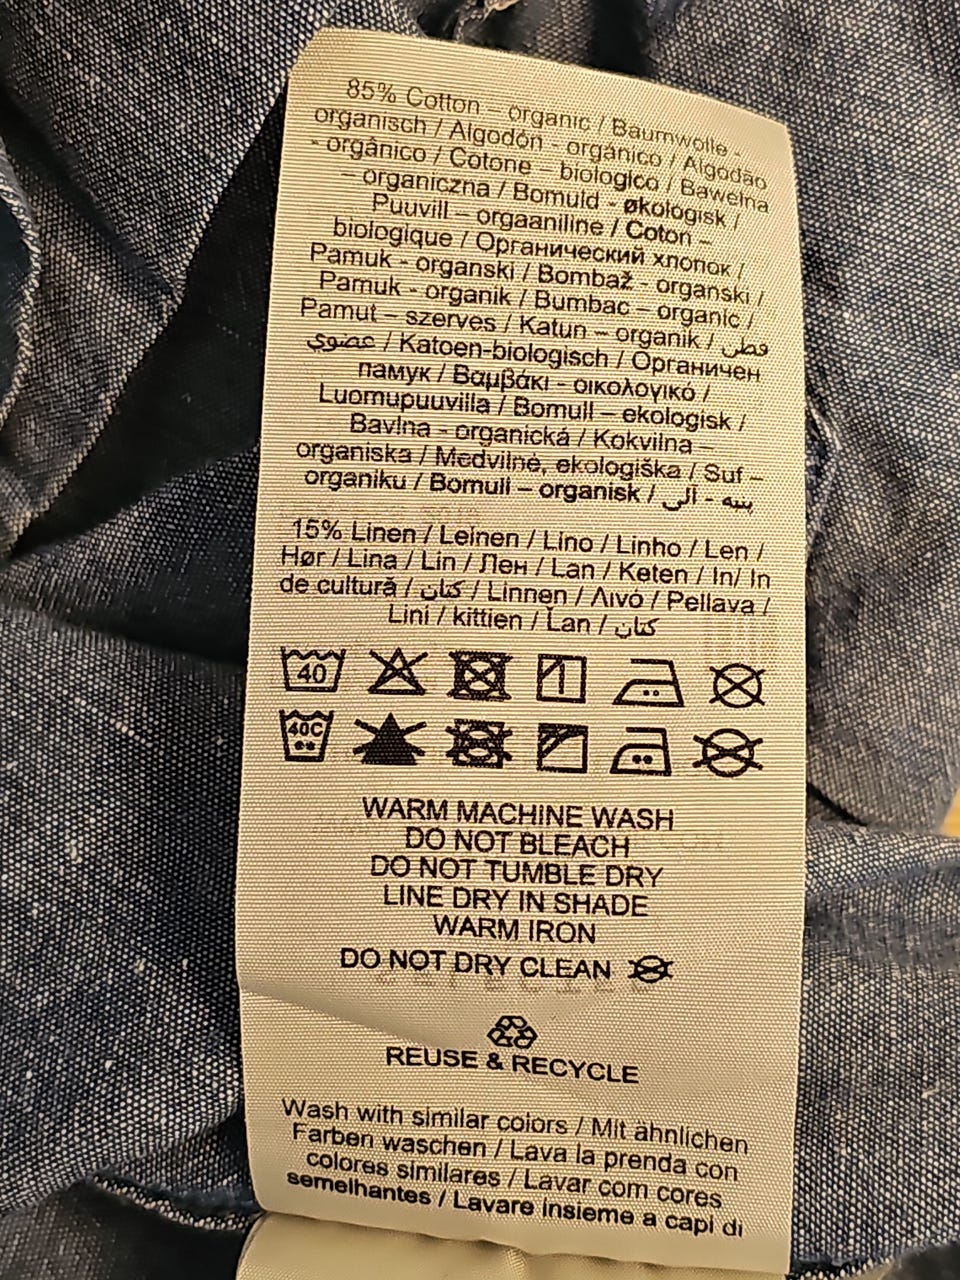 85% Cotton – organic / Baumwolle -
organisch / Algodón - orgánico / Algodão
- orgânico / Cotone – biologico / Bawełna
– organiczna / Bomuld - økologisk /
Puuvill – orgaaniline / Coton –
biologique / Органический хлопок /
Pamuk - organski / Bombaž - organski /
Pamuk - organik / Bumbac – organic /
Pamut – szerves / Katun – organik / قطن
عضوي / Katoen-biologisch / Органичен
памук / Βαμβάκι - οικολογικό /
Luomupuuvilla / Bomull – ekologisk /
Bavlna - organická / Kokvilna –
organiska / Medvilnė, ekologiška / Suf –
organiku / Bomull – organisk / پنبه - آلی
15% Linen / Leinen / Lino / Linho / Len /
Hør / Lina / Lin / Лен / Lan / Keten / In/ In
de cultură / كتان / Linnen / Λινό / Pellava /
Lini / kittien / Ľan / كتان
40
40C
WARM MACHINE WASH
DO NOT BLEACH
DO NOT TUMBLE DRY
LINE DRY IN SHADE
WARM IRON
DO NOT DRY CLEAN
REUSE & RECYCLE
Wash with similar colors / Mit ähnlichen
Farben waschen / Lava la prenda con
colores similares / Lavar com cores
semelhantes / Lavare insieme a capi di